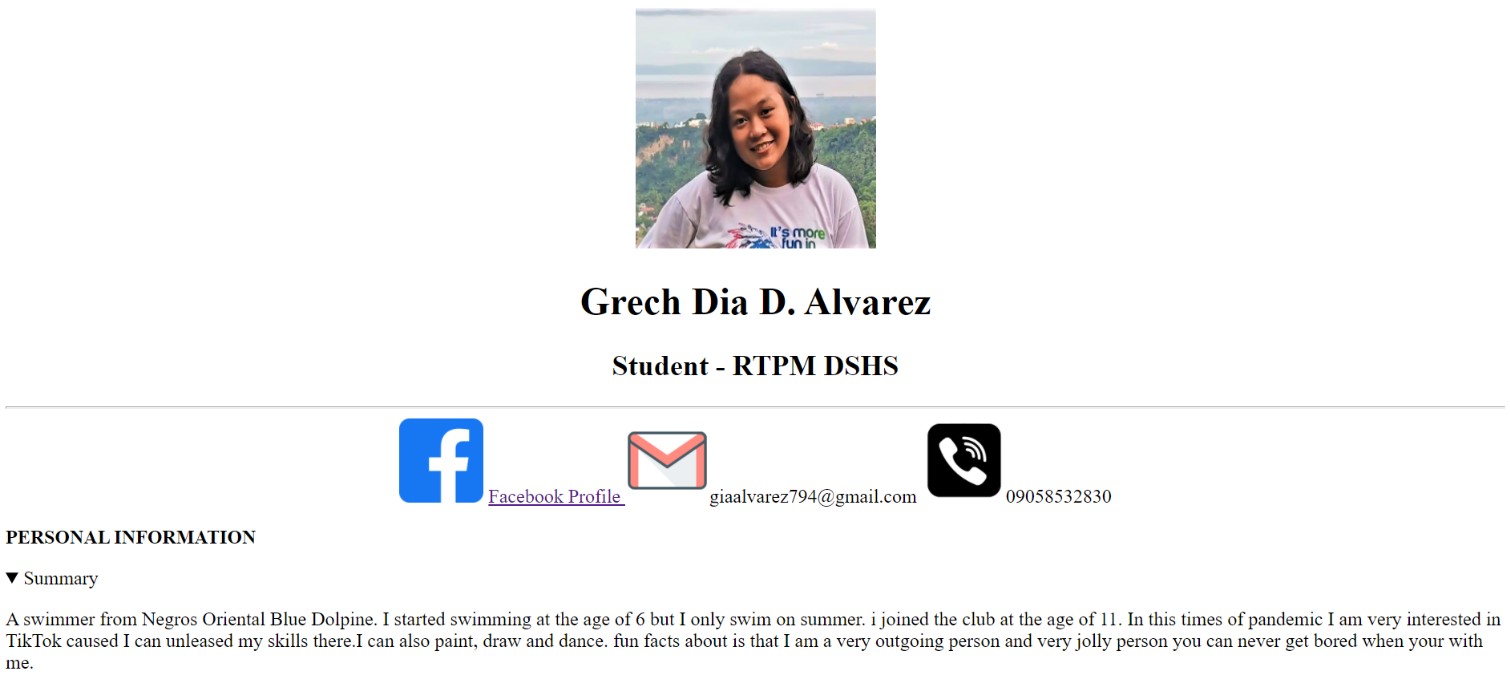 It's more
fun in
Grech Dia D. Alvarez
Student - RTPM DSHS
Facebook Profile giaalvarez794@gmail.com 09058532830
PERSONAL INFORMATION
Summary
A swimmer from Negros Oriental Blue Dolpine. I started swimming at the age of 6 but I only swim on summer. i joined the club at the age of 11. In this times of pandemic I am very interested in
TikTok caused I can unleased my skills there.I can also paint, draw and dance. fun facts about is that I am a very outgoing person and very jolly person you can never get bored when your with
me.